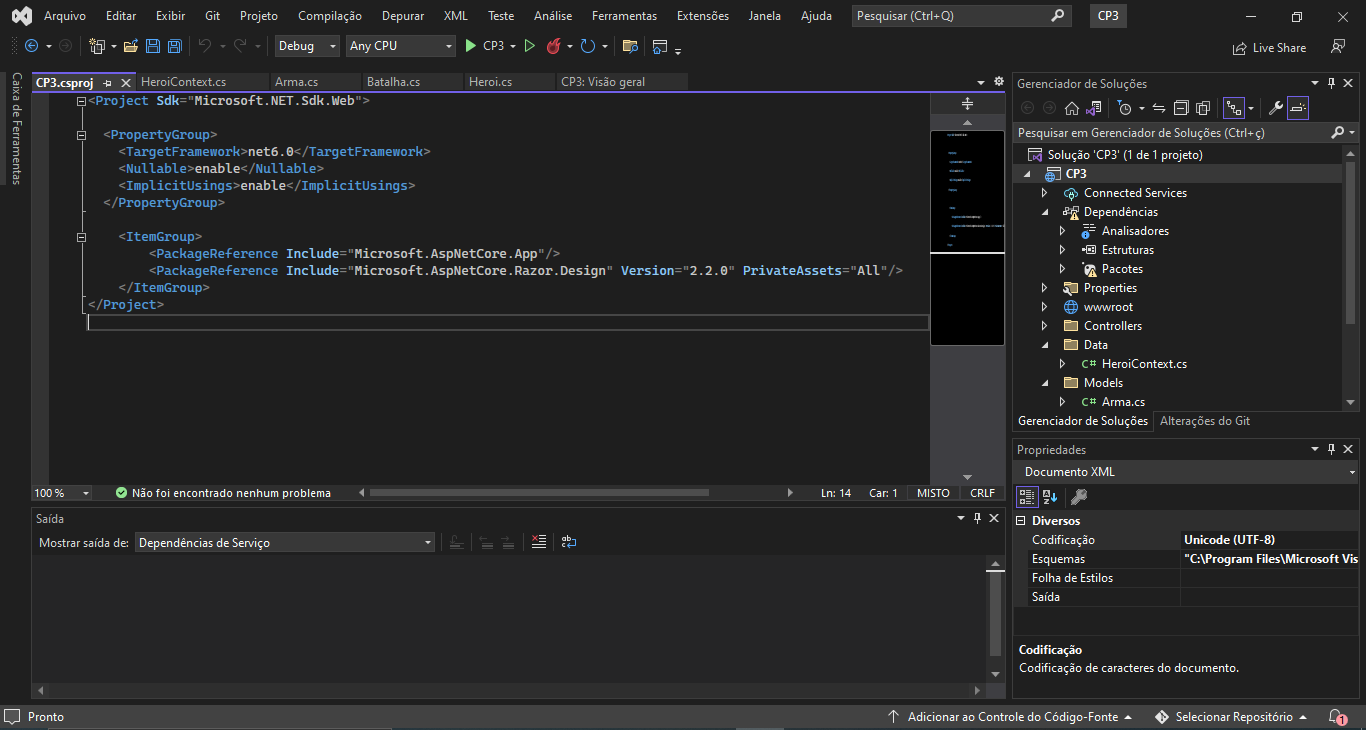 Arquivo Editar Exibir Git Projeto Compilação Depurar XML Teste Análise Ferramentas Extensões Janela Ajuda Pesquisar (Ctrl+Q) CP3
Debug Any CPU CP3 Live Share
Caixa de Ferramentas
CP3.csproj HeroiContext.cs Arma.cs Batalha.cs Heroi.cs CP3: Visão geral
<Project Sdk="Microsoft.NET.Sdk.Web">
<PropertyGroup>
<TargetFramework>net6.0</TargetFramework>
<Nullable>enable</Nullable>
<ImplicitUsings>enable</ImplicitUsings>
</PropertyGroup>
<ItemGroup>
<PackageReference Include="Microsoft.AspNetCore.App"/>
<PackageReference Include="Microsoft.AspNetCore.Razor.Design" Version="2.2.0" PrivateAssets="All"/>
</ItemGroup>
</Project>
100 % Não foi encontrado nenhum problema Ln: 14 Car: 1 MISTO CRLF
Saída
Mostrar saída de: Dependências de Serviço
Gerenciador de Soluções
Pesquisar em Gerenciador de Soluções (Ctrl+ç)
Solução 'CP3' (1 de 1 projeto)
CP3
Connected Services
Dependências
Analisadores
Estruturas
Pacotes
Properties
wwwroot
Controllers
Data
C# HeroiContext.cs
Models
C# Arma.cs
Gerenciador de Soluções Alterações do Git
Propriedades
Documento XML
Diversos
Codificação Unicode (UTF-8)
Esquemas "C:\Program Files\Microsoft Vis
Folha de Estilos
Saída
Codificação
Codificação de caracteres do documento.
Pronto Adicionar ao Controle do Código-Fonte Selecionar Repositório 1